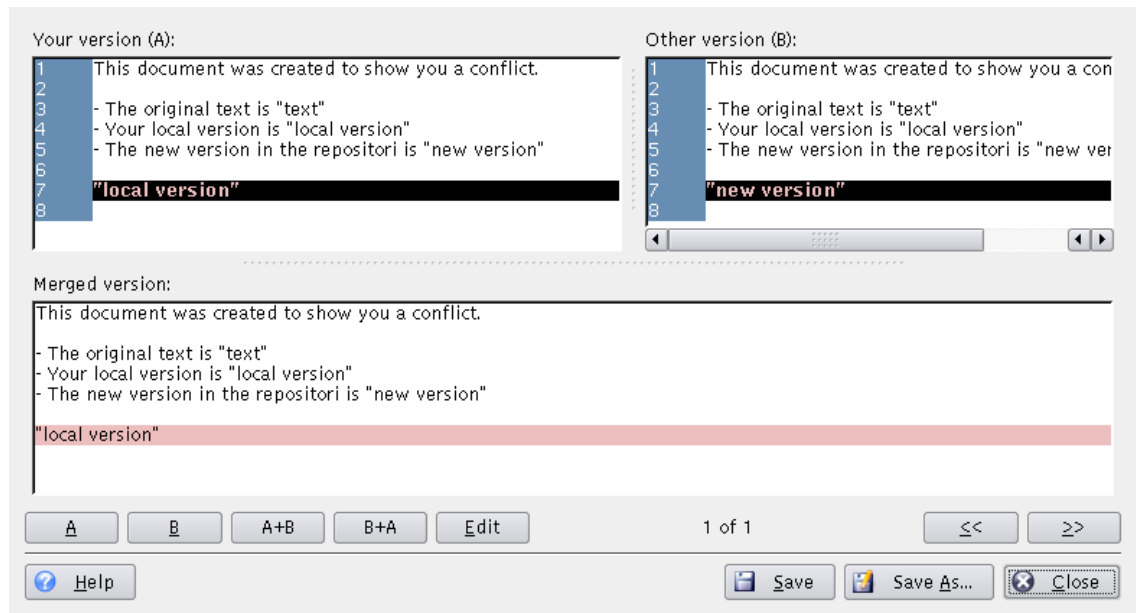 Your version (A):
1 This document was created to show you a conflict.
2
3 - The original text is "text"
4 - Your local version is "local version"
5 - The new version in the repositori is "new version"
6
7 "local version"
8
Other version (B):
1 This document was created to show you a con
2
3 - The original text is "text"
4 - Your local version is "local version"
5 - The new version in the repositori is "new ver
6
7 "new version"
8
Merged version:
This document was created to show you a conflict.
- The original text is "text"
- Your local version is "local version"
- The new version in the repositori is "new version"
"local version"
A B A+B B+A Edit 1 of 1 << >>
Help Save Save As... Close